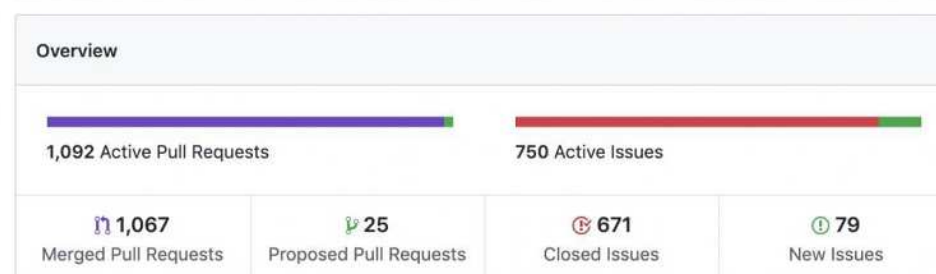 Overview
1,092 Active Pull Requests
750 Active Issues
1,067
Merged Pull Requests
25
Proposed Pull Requests
671
Closed Issues
79
New Issues